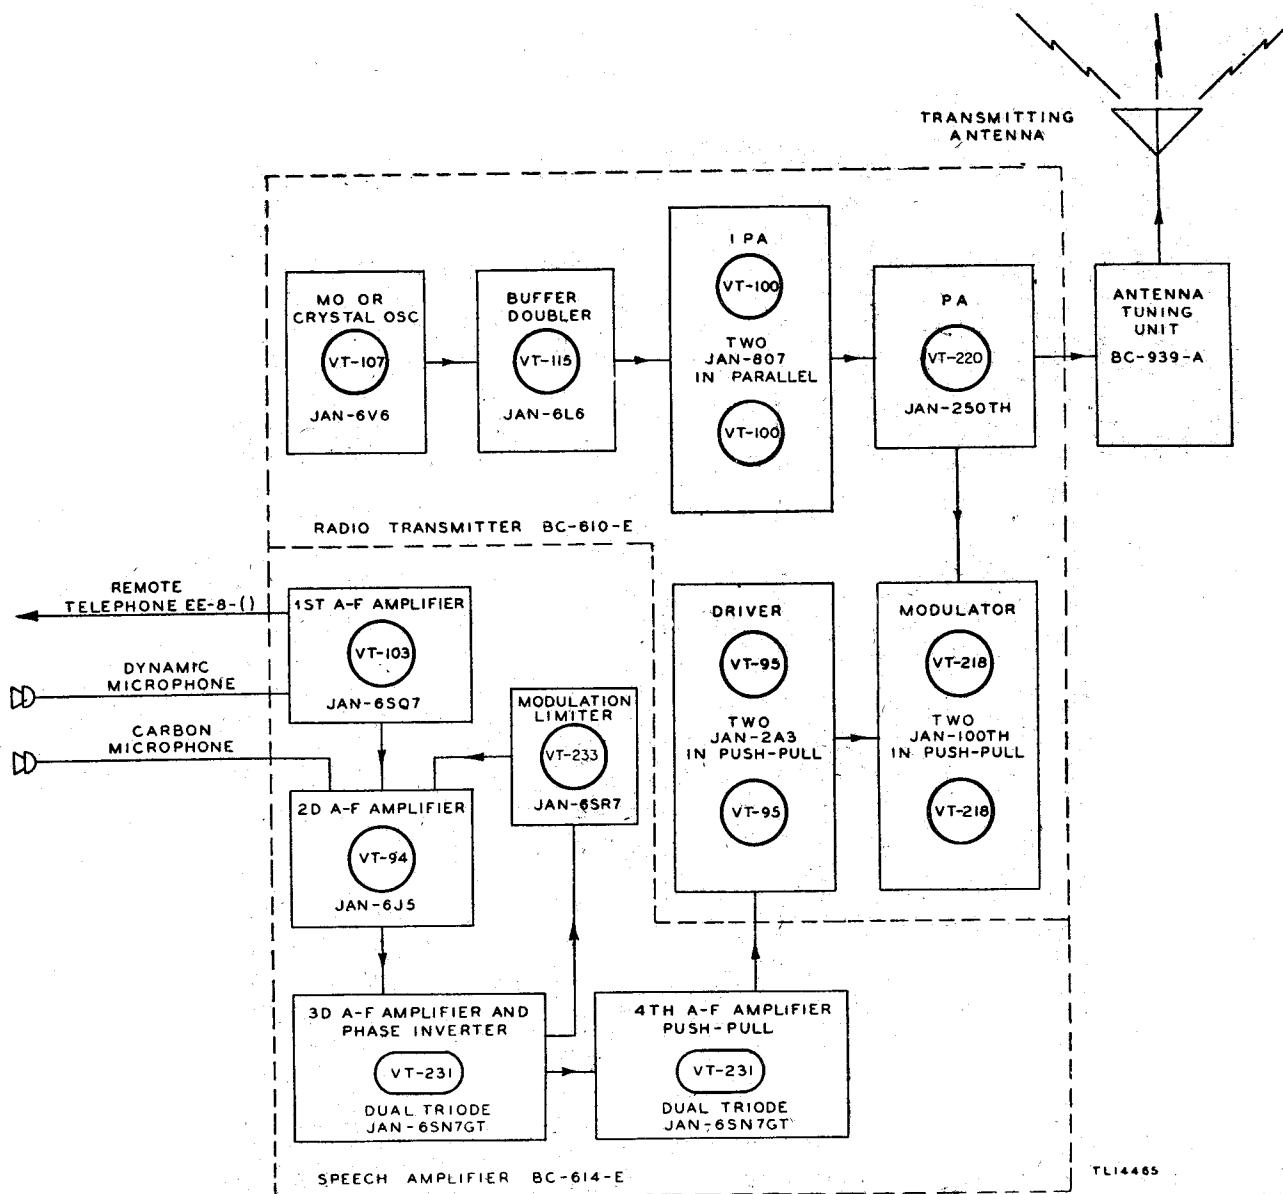 TRANSMITTING
ANTENNA
MO OR
CRYSTAL OSC
VT-107
JAN-6V6
BUFFER
DOUBLER
VT-115
JAN-6L6
I PA
VT-100
TWO
JAN-807
IN PARALLEL
VT-100
PA
VT-220
JAN-250TH
ANTENNA
TUNING
UNIT
BC-939-A
RADIO TRANSMITTER BC-610-E
REMOTE
TELEPHONE EE-8-()
DYNAMIC
MICROPHONE
CARBON
MICROPHONE
1ST A-F AMPLIFIER
VT-103
JAN-6SQ7
MODULATION
LIMITER
VT-233
JAN-6SR7
DRIVER
VT-95
TWO
JAN-2A3
IN PUSH-PULL
VT-95
MODULATOR
VT-218
TWO
JAN-100TH
IN PUSH-PULL
VT-218
2D A-F AMPLIFIER
VT-94
JAN-6J5
3D A-F AMPLIFIER AND
PHASE INVERTER
VT-231
DUAL TRIODE
JAN-6SN7GT
4TH A-F AMPLIFIER
PUSH-PULL
VT-231
DUAL TRIODE
JAN-6SN7GT
SPEECH AMPLIFIER BC-614-E
TL14465